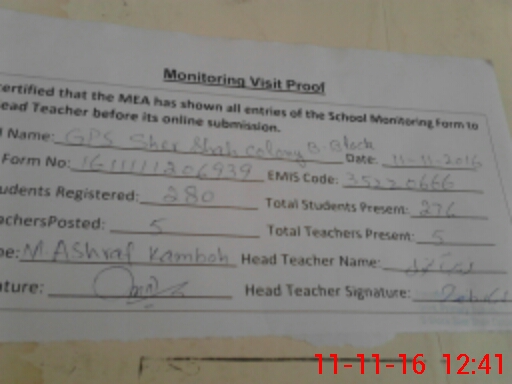 Monitoring Visit Proof
certified that the MEA has shown all entries of the School Monitoring Form to
ead Teacher before its online submission.
l Name: GPS Sher Shah Colony B. Block Date: 11-11-2016
Form No: 1611111206939 EMIS Code: 35220666
udents Registered: 280 Total Students Present: 276
achersPosted: 5 Total Teachers Present: 5
e: M. Ashraf Kamboh Head Teacher Name:
ature: Head Teacher Signature:
11-11-16 12:41